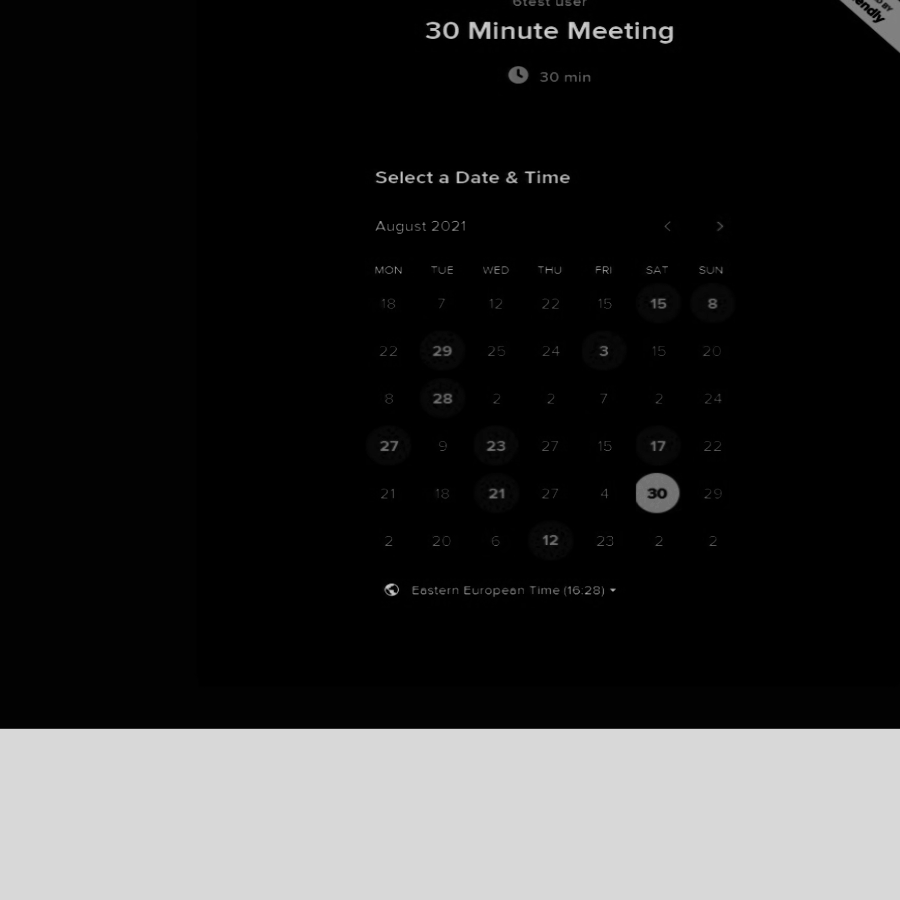 6test user
30 Minute Meeting
30 min
Select a Date & Time
August 2021
MON TUE WED THU FRI SAT SUN
18 7 12 22 15 15 8
22 29 25 24 3 15 20
8 28 2 2 7 2 24
27 9 23 27 15 17 22
21 18 21 27 4 30 29
2 20 6 12 23 2 2
Eastern European Time (16:28)